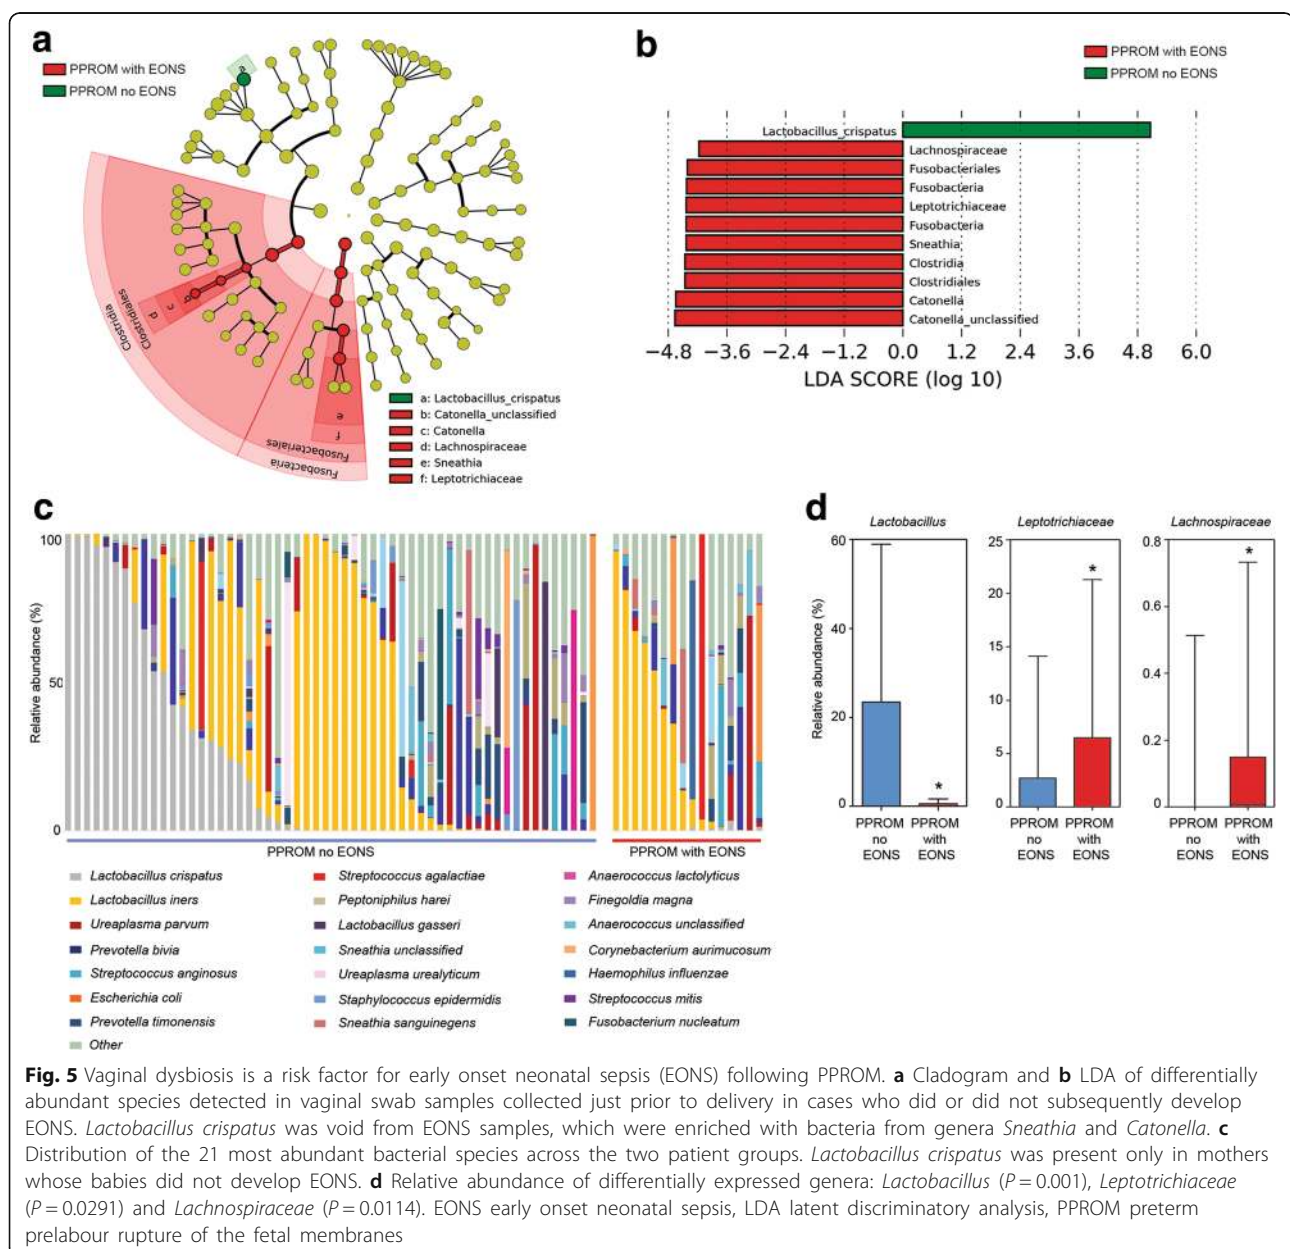 a
PPROM with EONS
PPROM no EONS
a
b
c
d
Clostridiales
Clostridia
e
f
Fusobacteriales
Fusobacteria
a: Lactobacillus_crispatus
b: Catonella_unclassified
c: Catonella
d: Lachnospiraceae
e: Sneathia
f: Leptotrichiaceae
b
PPROM with EONS
PPROM no EONS
Lactobacillus_crispatus
Lachnospiraceae
Fusobacteriales
Fusobacteria
Leptotrichiaceae
Fusobacteria
Sneathia
Clostridia
Clostridiales
Catonella
Catonella_unclassified
−4.8 −3.6 −2.4 −1.2 0.0 1.2 2.4 3.6 4.8 6.0
LDA SCORE (log 10)
c
Relative abundance (%)
100
50
0
PPROM no EONS
PPROM with EONS
Lactobacillus crispatus
Lactobacillus iners
Ureaplasma parvum
Prevotella bivia
Streptococcus anginosus
Escherichia coli
Prevotella timonensis
Other
Streptococcus agalactiae
Peptoniphilus harei
Lactobacillus gasseri
Sneathia unclassified
Ureaplasma urealyticum
Staphylococcus epidermidis
Sneathia sanguinegens
Anaerococcus lactolyticus
Finegoldia magna
Anaerococcus unclassified
Corynebacterium aurimucosum
Haemophilus influenzae
Streptococcus mitis
Fusobacterium nucleatum
d
Lactobacillus
Relative abundance (%)
60
40
20
0
*
PPROM no EONS
PPROM with EONS
Leptotrichiaceae
25
20
15
10
5
0
*
PPROM no EONS
PPROM with EONS
Lachnospiraceae
0.8
0.6
0.4
0.2
0
*
PPROM no EONS
PPROM with EONS
Fig. 5 Vaginal dysbiosis is a risk factor for early onset neonatal sepsis (EONS) following PPROM. a Cladogram and b LDA of differentially
abundant species detected in vaginal swab samples collected just prior to delivery in cases who did or did not subsequently develop
EONS. Lactobacillus crispatus was void from EONS samples, which were enriched with bacteria from genera Sneathia and Catonella. c
Distribution of the 21 most abundant bacterial species across the two patient groups. Lactobacillus crispatus was present only in mothers
whose babies did not develop EONS. d Relative abundance of differentially expressed genera: Lactobacillus (P = 0.001), Leptotrichiaceae
(P = 0.0291) and Lachnospiraceae (P = 0.0114). EONS early onset neonatal sepsis, LDA latent discriminatory analysis, PPROM preterm
prelabour rupture of the fetal membranes